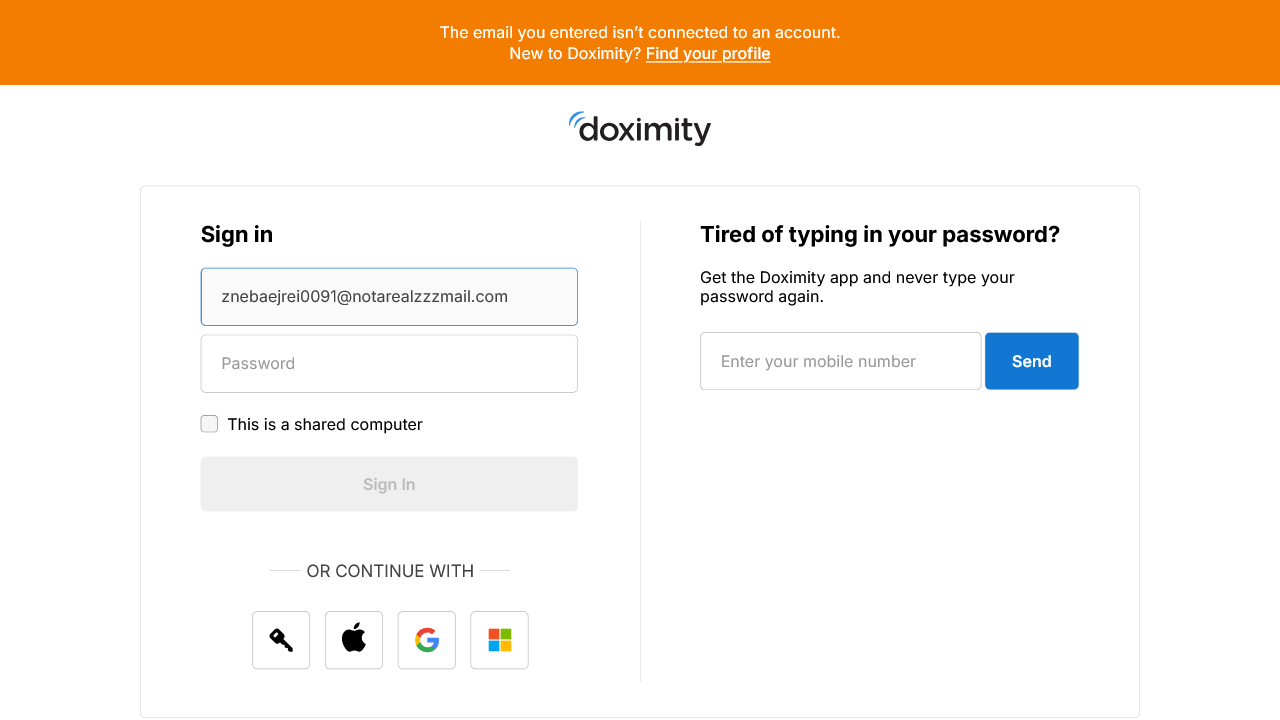 The email you entered isn’t connected to an account.
New to Doximity? Find your profile
doximity
Sign in
znebaejrei0091@notarealzzzmail.com
Password
This is a shared computer
Sign In
OR CONTINUE WITH
Tired of typing in your password?
Get the Doximity app and never type your
password again.
Enter your mobile number
Send